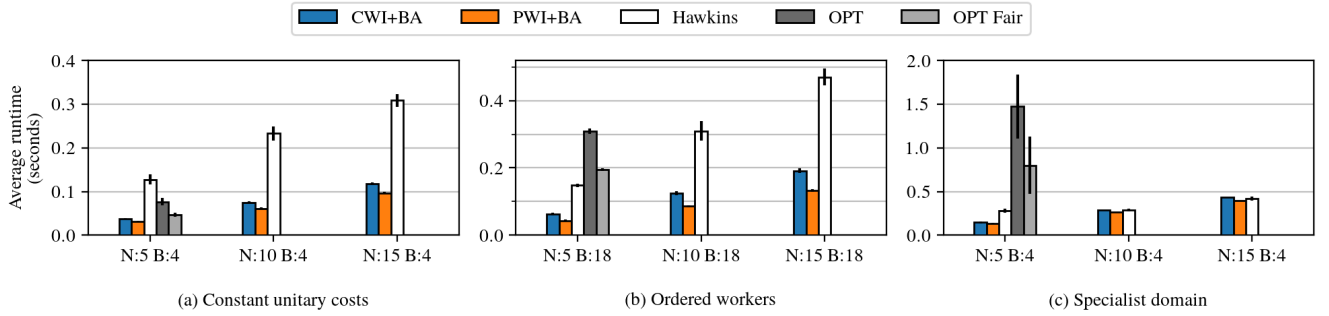 CWI+BA PWI+BA Hawkins OPT OPT Fair
Average runtime
(seconds)
0.4
0.3
0.2
0.1
0.0
N:5 B:4 N:10 B:4 N:15 B:4
(a) Constant unitary costs
0.4
0.2
0.0
N:5 B:18 N:10 B:18 N:15 B:18
(b) Ordered workers
2.0
1.5
1.0
0.5
0.0
N:5 B:4 N:10 B:4 N:15 B:4
(c) Specialist domain